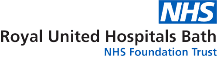 NHS
Royal United Hospitals Bath
NHS Foundation Trust